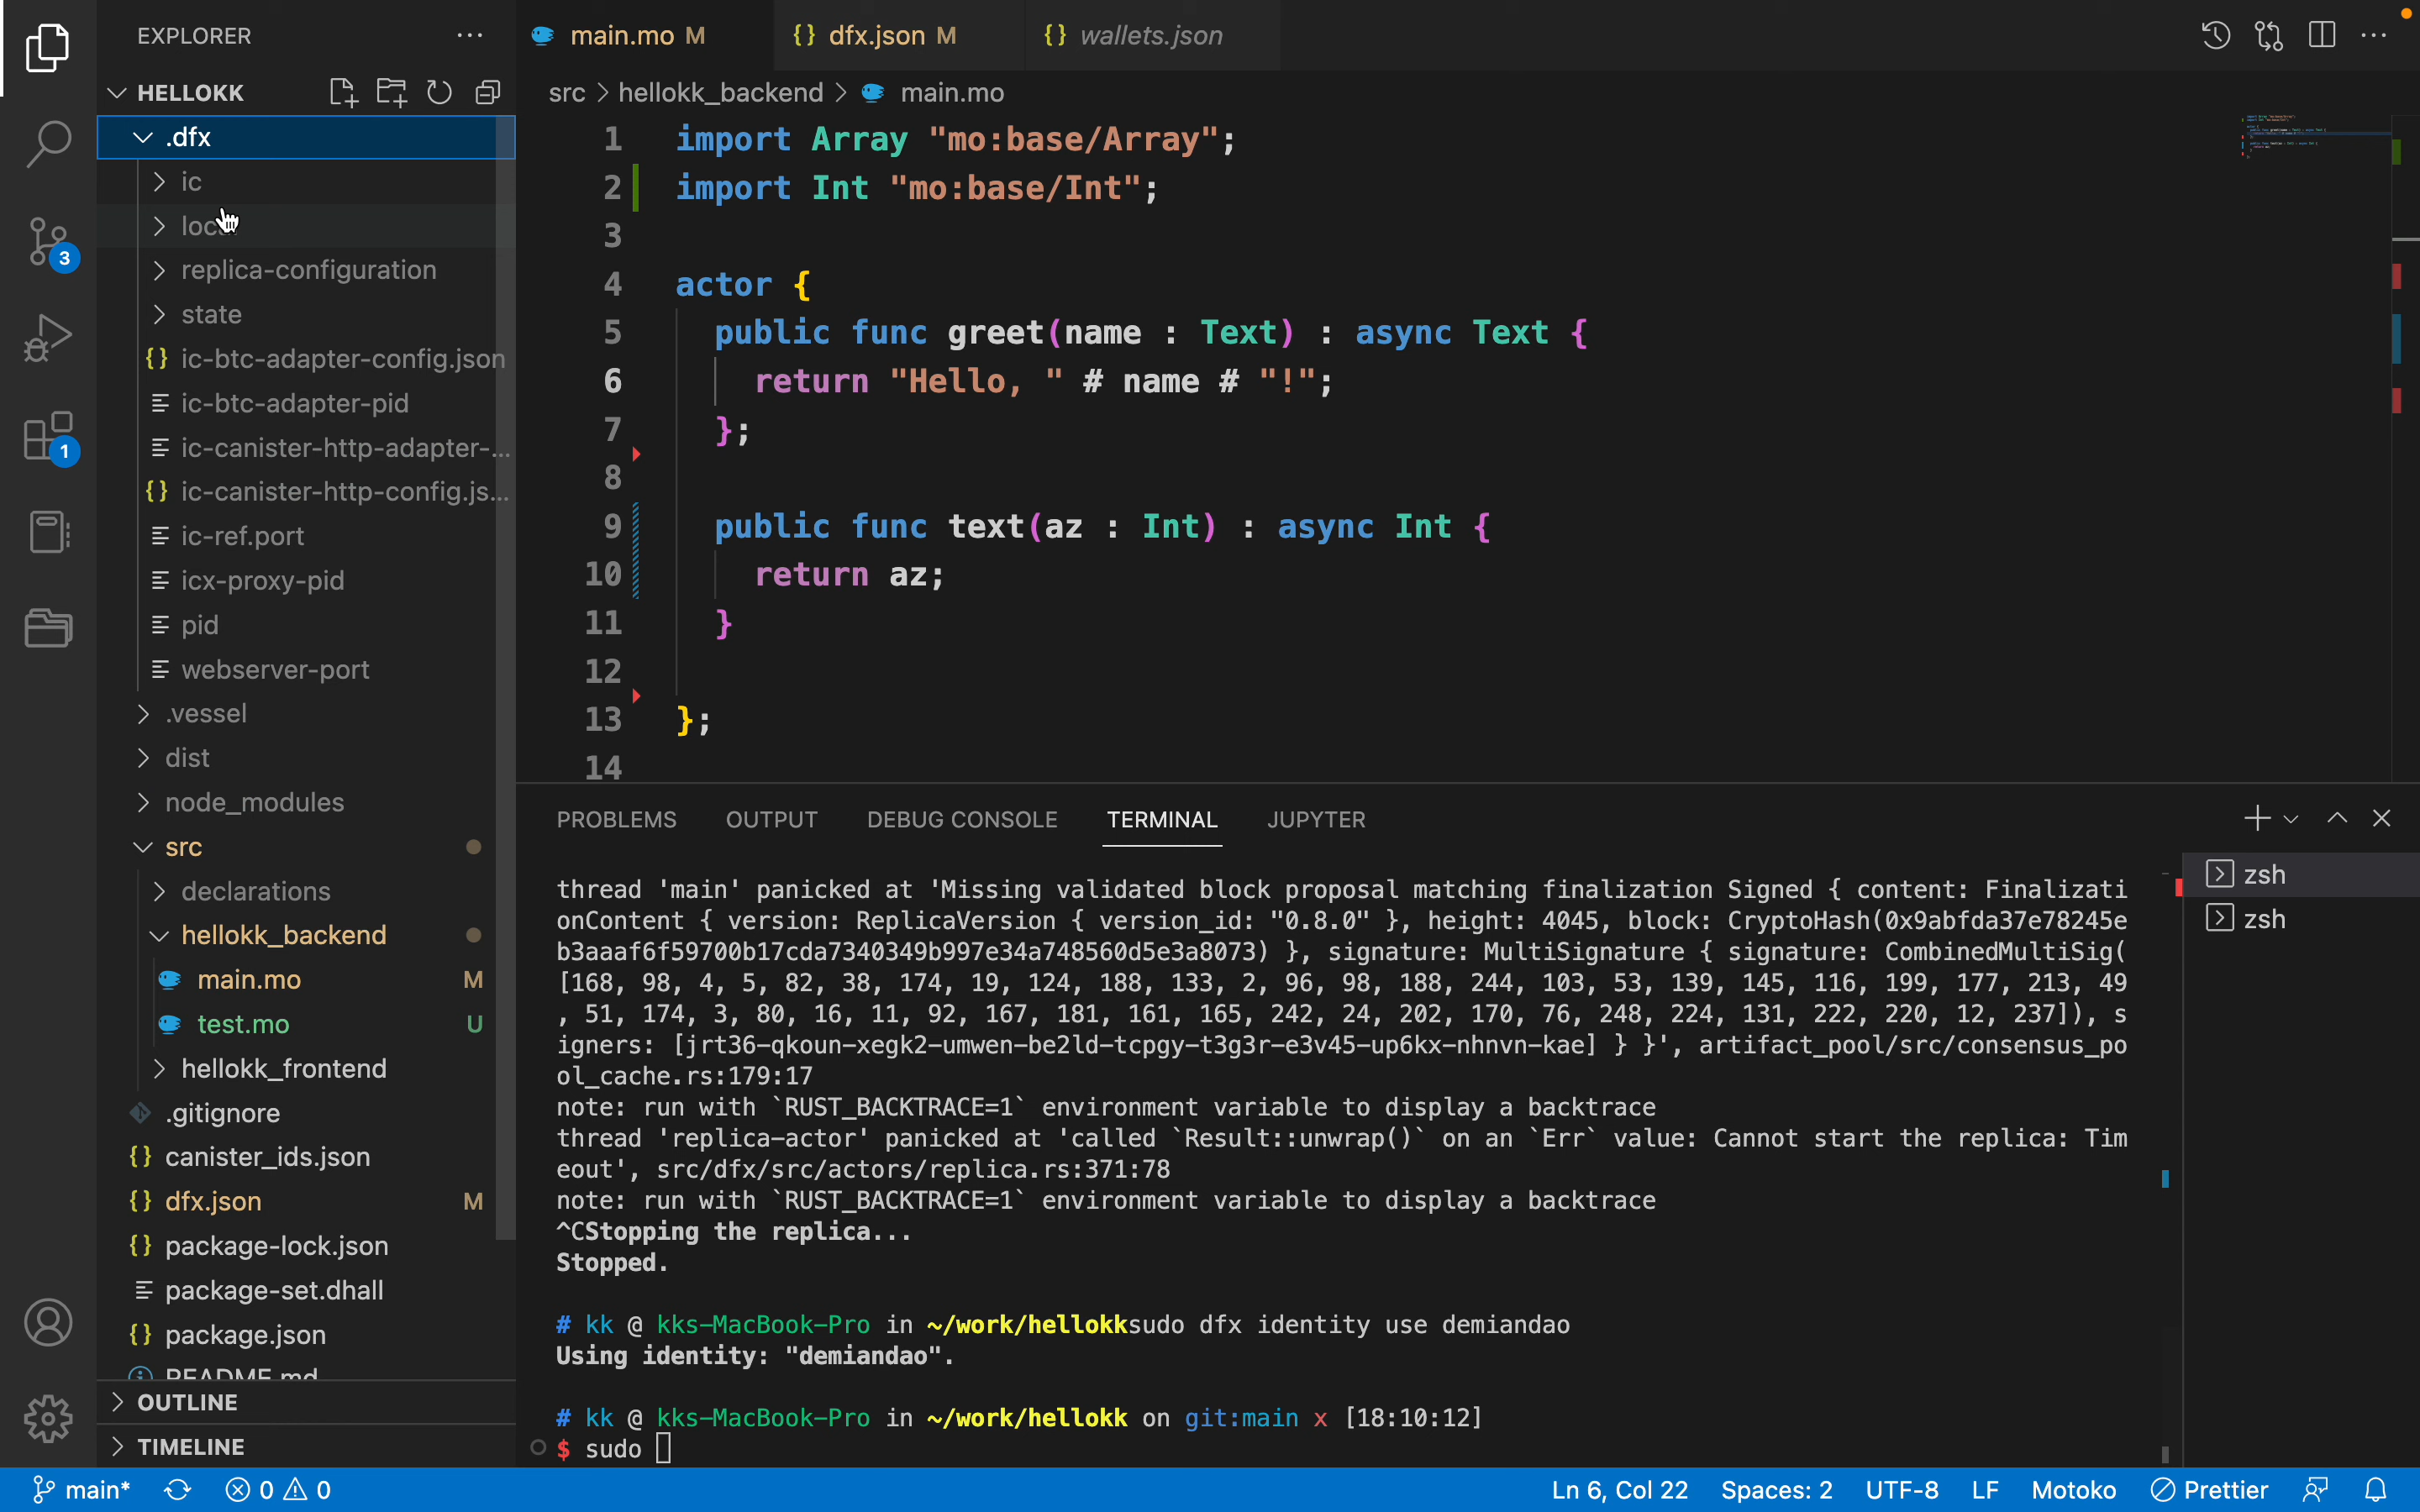 EXPLORER
main.mo M
dfx.json M
wallets.json
HELLOKK
src > hellokk_backend > main.mo
.dfx
ic
replica-configuration
state
ic-btc-adapter-config.json
ic-btc-adapter-pid
ic-canister-http-adapter-...
ic-canister-http-config.js...
ic-ref.port
icx-proxy-pid
pid
webserver-port
.vessel
dist
node_modules
src
declarations
hellokk_backend
main.mo M
test.mo U
hellokk_frontend
.gitignore
canister_ids.json
dfx.json M
package-lock.json
package-set.dhall
package.json
README.md
OUTLINE
TIMELINE
3
1
1 import Array "mo:base/Array";
2 import Int "mo:base/Int";
3
4 actor {
5 public func greet(name : Text) : async Text {
6 return "Hello, " # name # "!";
7 };
8
9 public func text(az : Int) : async Int {
10 return az;
11 }
12
13 };
14
PROBLEMS OUTPUT DEBUG CONSOLE TERMINAL JUPYTER
zsh
zsh
thread 'main' panicked at 'Missing validated block proposal matching finalization Signed { content: Finalizati
onContent { version: ReplicaVersion { version_id: "0.8.0" }, height: 4045, block: CryptoHash(0x9abfda37e78245e
b3aaaf6f59700b17cda7340349b997e34a748560d5e3a8073) }, signature: MultiSignature { signature: CombinedMultiSig(
[168, 98, 4, 5, 82, 38, 174, 19, 124, 188, 133, 2, 96, 98, 188, 244, 103, 53, 139, 145, 116, 199, 177, 213, 49
, 51, 174, 3, 80, 16, 11, 92, 167, 181, 161, 165, 242, 24, 202, 170, 76, 248, 224, 131, 222, 220, 12, 237]), s
igners: [jrt36-qkoun-xegk2-umwen-be2ld-tcpgy-t3g3r-e3v45-up6kx-nhnvn-kae] } }', artifact_pool/src/consensus_po
ol_cache.rs:179:17
note: run with `RUST_BACKTRACE=1` environment variable to display a backtrace
thread 'replica-actor' panicked at 'called `Result::unwrap()` on an `Err` value: Cannot start the replica: Tim
eout', src/dfx/src/actors/replica.rs:371:78
note: run with `RUST_BACKTRACE=1` environment variable to display a backtrace
^CStopping the replica...
Stopped.
# kk @ kks-MacBook-Pro in ~/work/hellokksudo dfx identity use demiandao
Using identity: "demiandao".
# kk @ kks-MacBook-Pro in ~/work/hellokk on git:main x [18:10:12]
$ sudo
main* 0 0 Ln 6, Col 22 Spaces: 2 UTF-8 LF Motoko Prettier